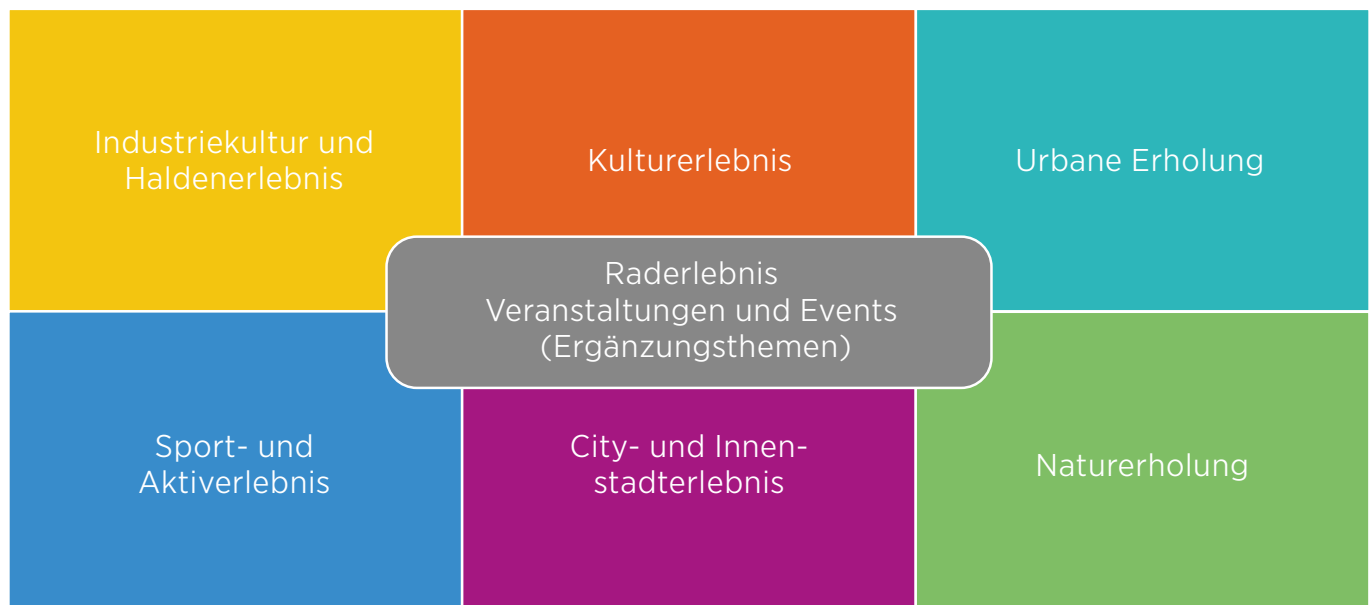 Industriekultur und
Haldenerlebnis
Kulturerlebnis
Urbane Erholung
Raderlebnis
Veranstaltungen und Events
(Ergänzungsthemen)
Sport- und
Aktiverlebnis
City- und Innen-
stadterlebnis
Naturerholung